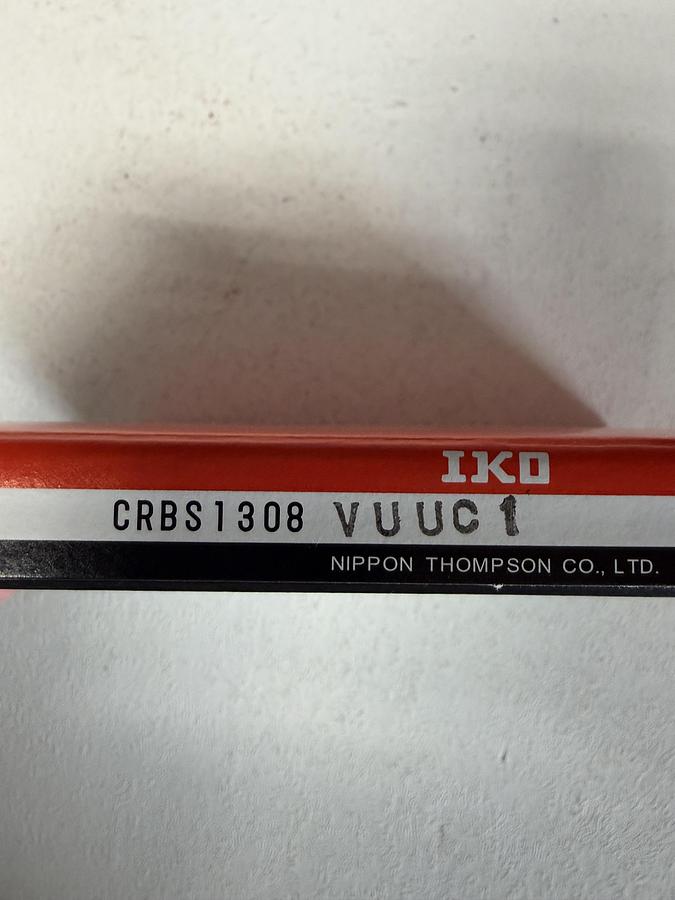 IKO
CRBS1308 VUUC1
NIPPON THOMPSON CO., LTD.